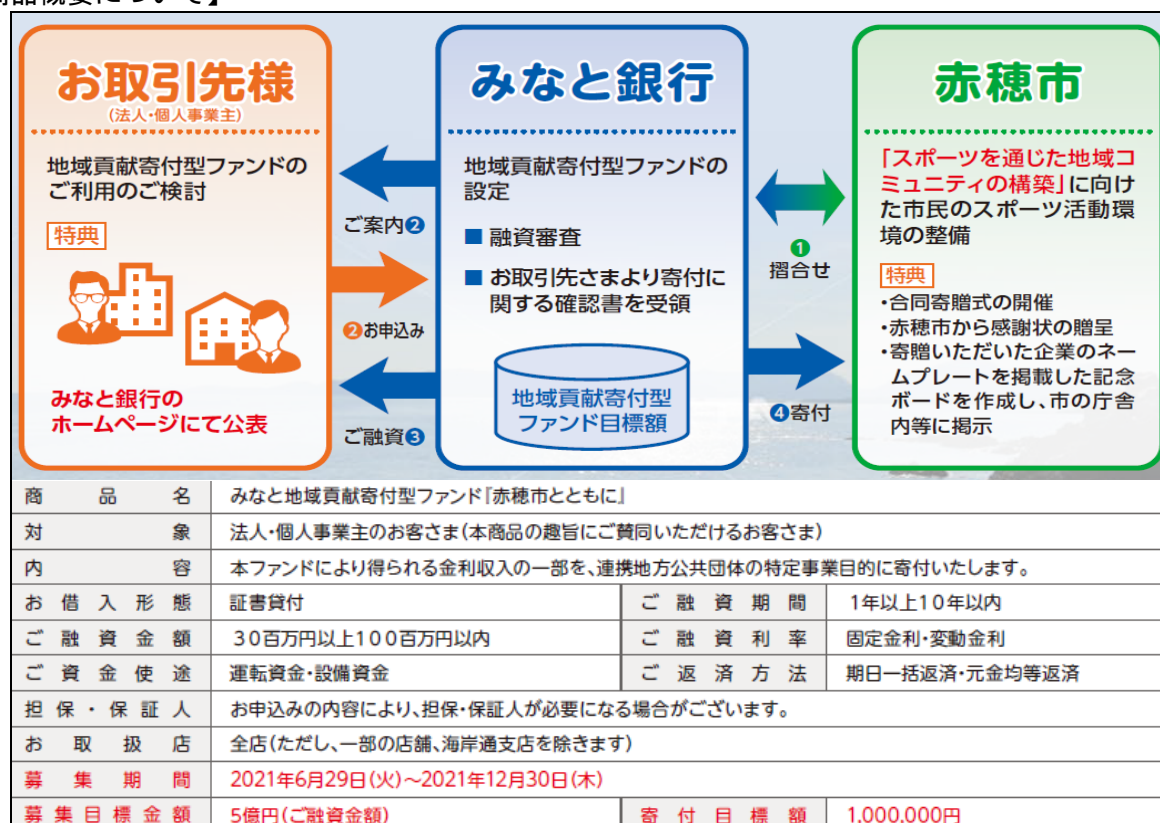 商品概要について】
お取引先様
(法人・個人事業主)
地域貢献寄付型ファンドの
ご利用のご検討
特典
みなと銀行の
ホームページにて公表
ご案内❷
❷お申込み
ご融資❸
みなと銀行
地域貢献寄付型ファンドの
設定
■ 融資審査
■ お取引先さまより寄付に
関する確認書を受領
地域貢献寄付型
ファンド目標額
❶
摺合せ
❹寄付
赤穂市
「スポーツを通じた地域コ
ミュニティの構築」に向け
た市民のスポーツ活動環
境の整備
特典
・合同寄贈式の開催
・赤穂市から感謝状の贈呈
・寄贈いただいた企業のネー
ムプレートを掲載した記念
ボードを作成し、市の庁舎
内等に掲示
商品名 みなと地域貢献寄付型ファンド『赤穂市とともに』
対象 法人・個人事業主のお客さま(本商品の趣旨にご賛同いただけるお客さま)
内容 本ファンドにより得られる金利収入の一部を、連携地方公共団体の特定事業目的に寄付いたします。
お借入形態 証書貸付 ご融資期間 1年以上10年以内
ご融資金額 30百万円以上100百万円以内 ご融資利率 固定金利・変動金利
ご資金使途 運転資金・設備資金 ご返済方法 期日一括返済・元金均等返済
担保・保証人 お申込みの内容により、担保・保証人が必要になる場合がございます。
お取扱店 全店(ただし、一部の店舗、海岸通支店を除きます)
募集期間 2021年6月29日(火)～2021年12月30日(木)
募集目標金額 5億円(ご融資金額) 寄付目標額 1,000,000円